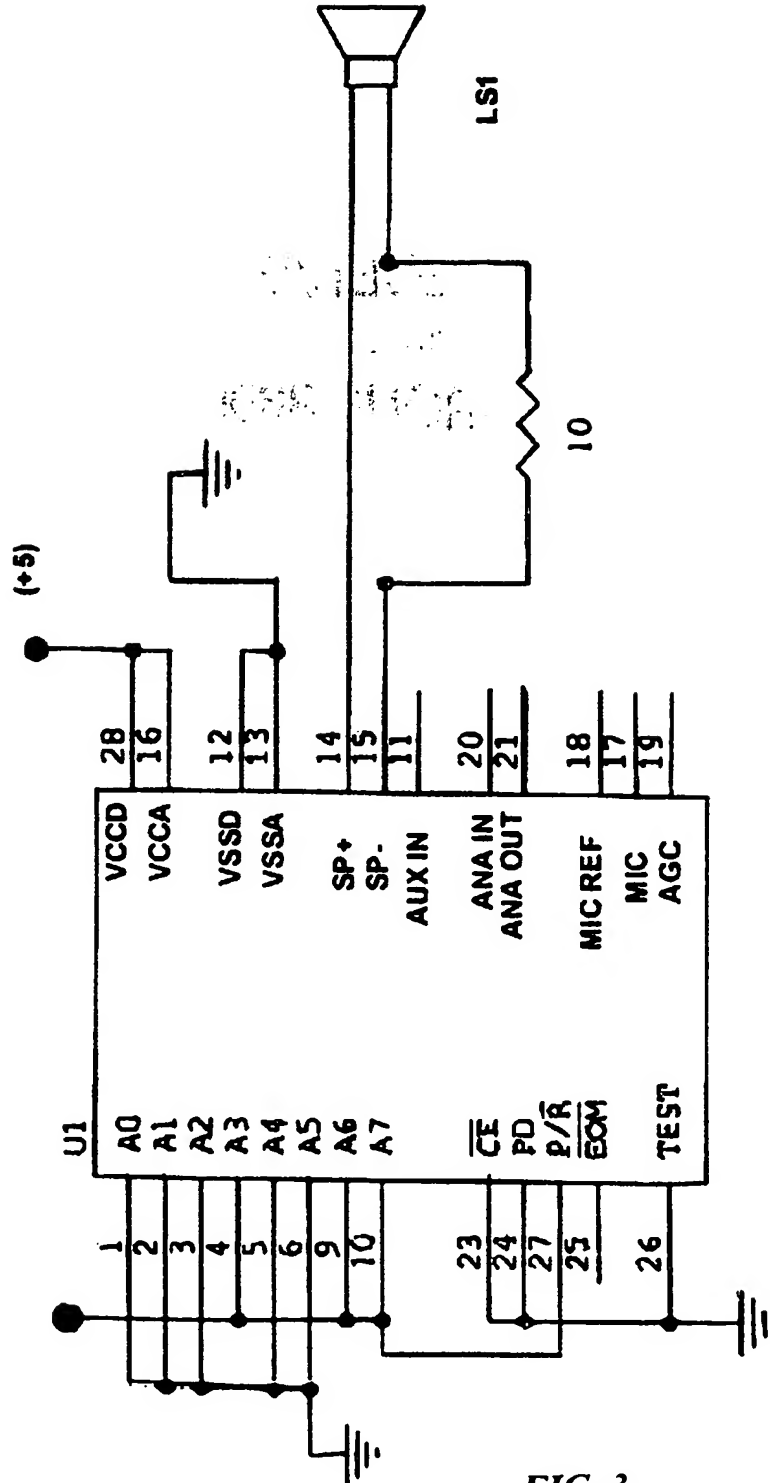 LS1
(+5)
10
28
16
12
13
14
15
11
20
21
18
17
19
VCCD
VCCA
VSSD
VSSA
SP+
SP-
AUX IN
ANA IN
ANA OUT
MIC REF
MIC
AGC
U1
A0
A1
A2
A3
A4
A5
A6
A7
CE
PD
P/R
EOM
TEST
1
2
3
4
5
6
9
10
23
24
27
25
26